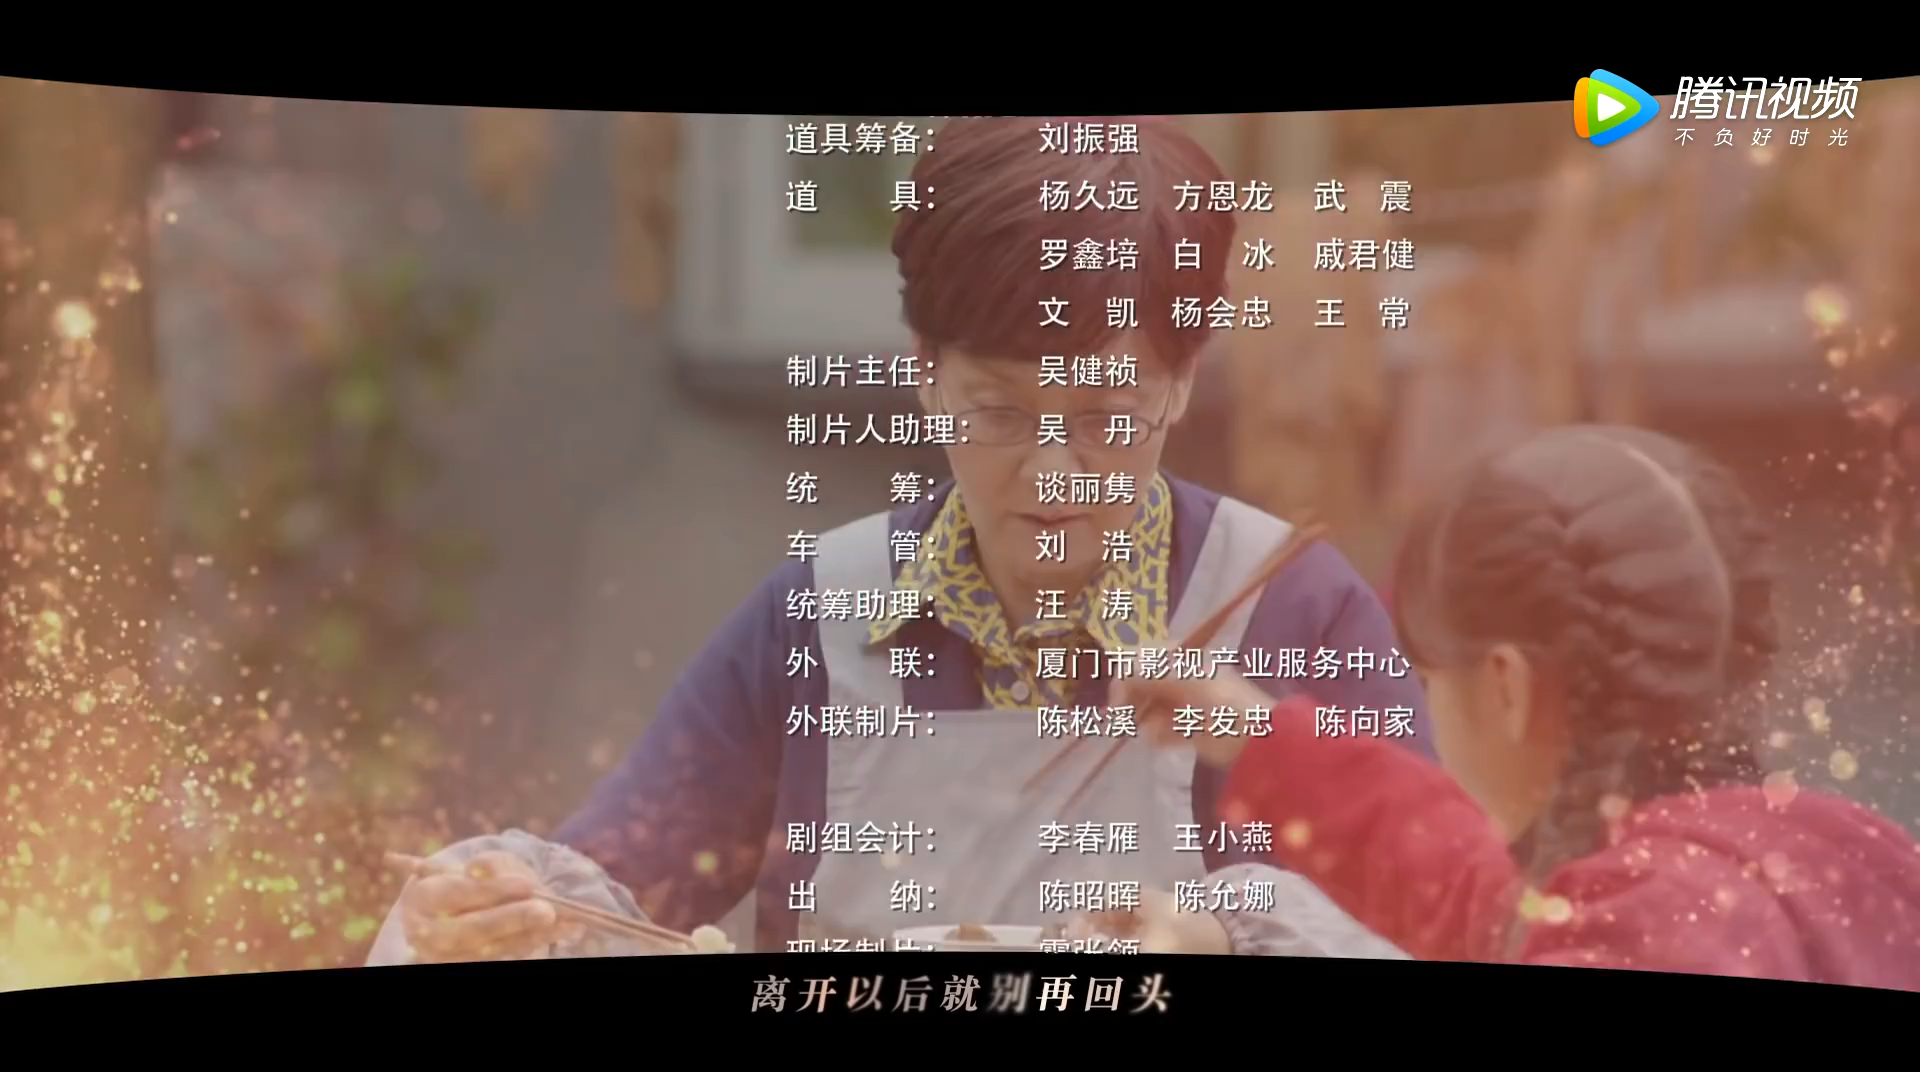 腾讯视频
不负好时光
道具筹备： 刘振强
道 具： 杨久远 方恩龙 武 震
罗鑫培 白 冰 戚君健
文 凯 杨会忠 王 常
制片主任： 吴健祯
制片人助理： 吴 丹
统 筹： 谈丽隽
车 管： 刘 浩
统筹助理： 汪 涛
外 联： 厦门市影视产业服务中心
外联制片： 陈松溪 李发忠 陈向家
剧组会计： 李春雁 王小燕
出 纳： 陈昭晖 陈允娜
现场制片：
离开以后就别再回头